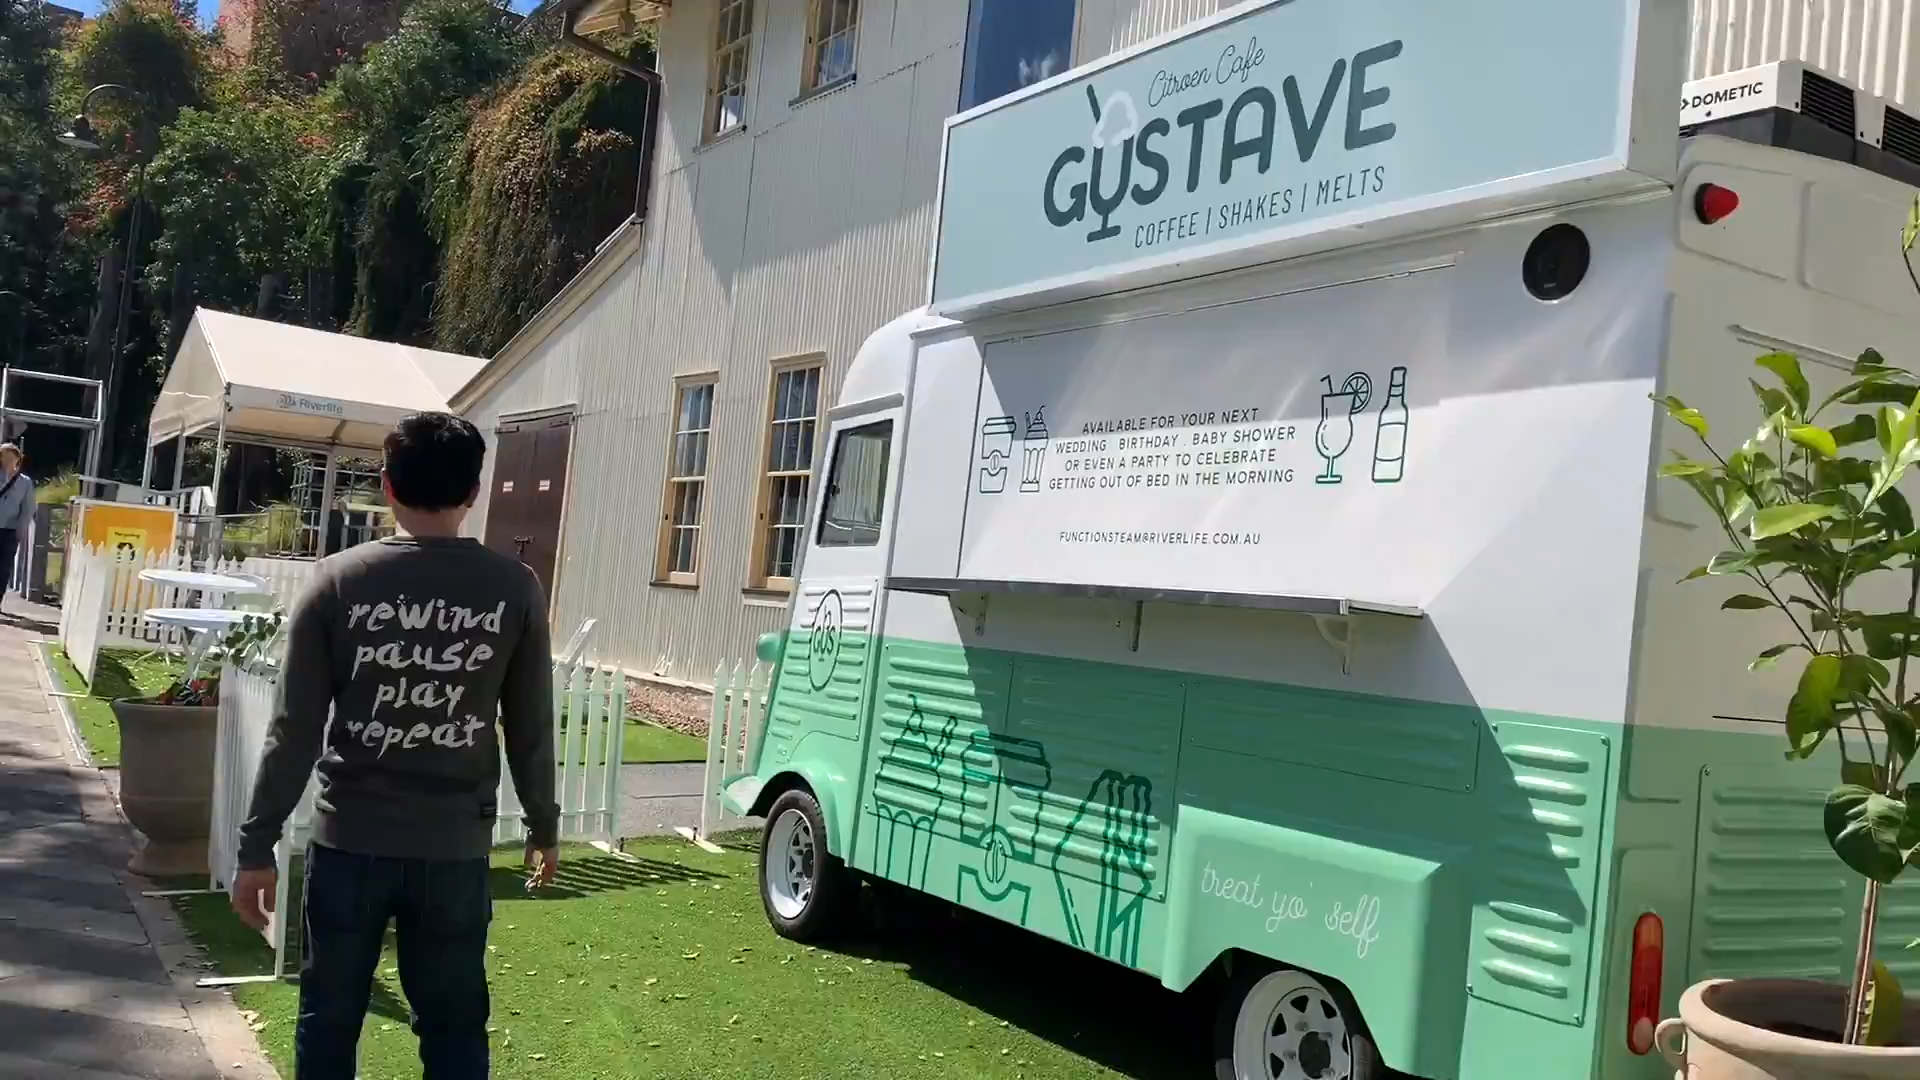 Citroen Cafe
GUSTAVE
COFFEE | SHAKES | MELTS
DOMETIC
AVAILABLE FOR YOUR NEXT
WEDDING . BIRTHDAY . BABY SHOWER
OR EVEN A PARTY TO CELEBRATE
GETTING OUT OF BED IN THE MORNING
FUNCTIONSTEAM@RIVERLIFE.COM.AU
Riverlife
rewind
pause
play
repeat
GUS
treat yo' self